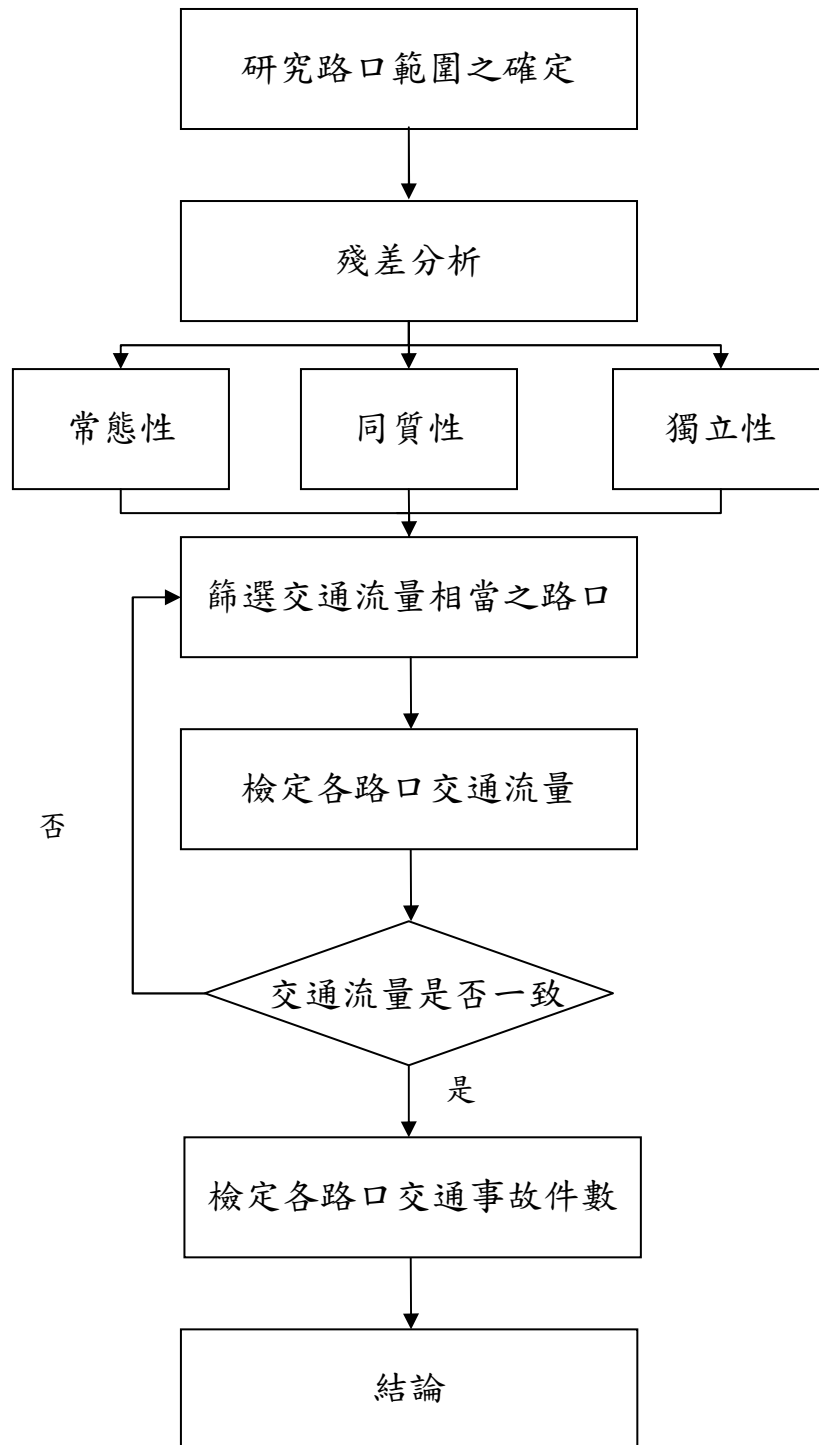 研究路口範圍之確定
殘差分析
常態性
同質性
獨立性
篩選交通流量相當之路口
檢定各路口交通流量
否
交通流量是否一致
是
檢定各路口交通事故件數
結論